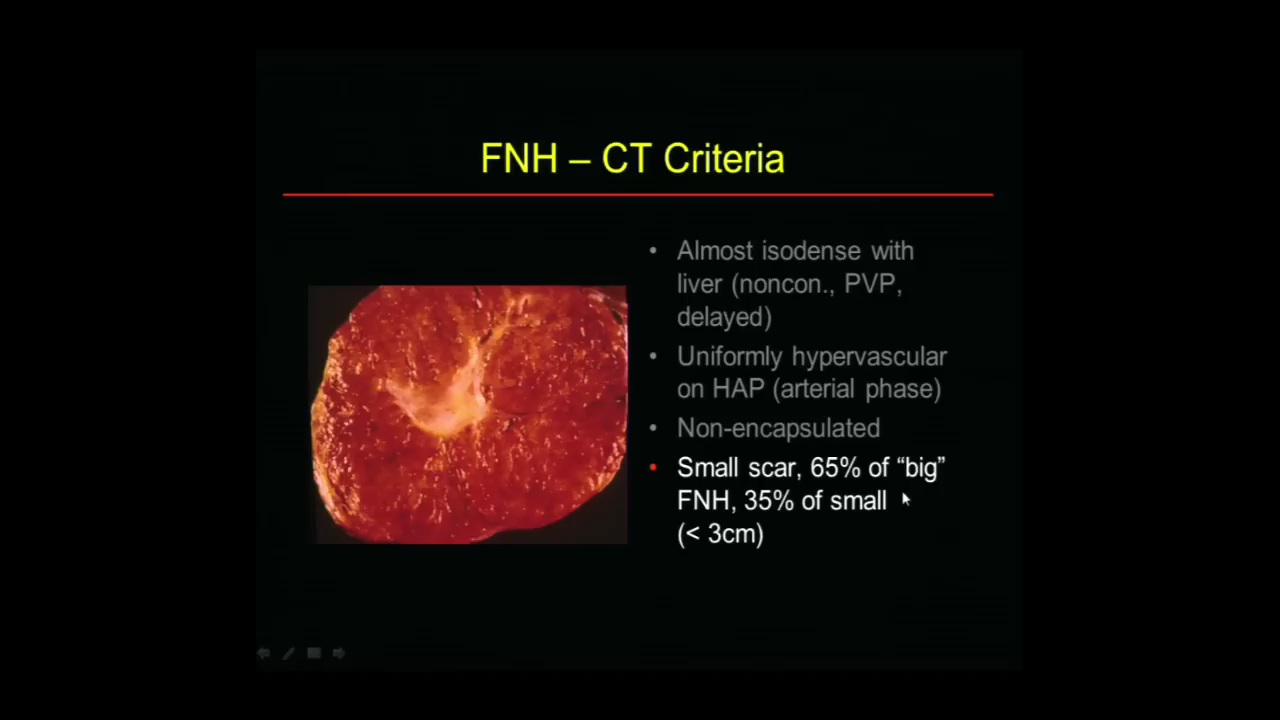 FNH – CT Criteria
• Almost isodense with
liver (noncon., PVP,
delayed)
• Uniformly hypervascular
on HAP (arterial phase)
• Non-encapsulated
• Small scar, 65% of “big”
FNH, 35% of small
(< 3cm)